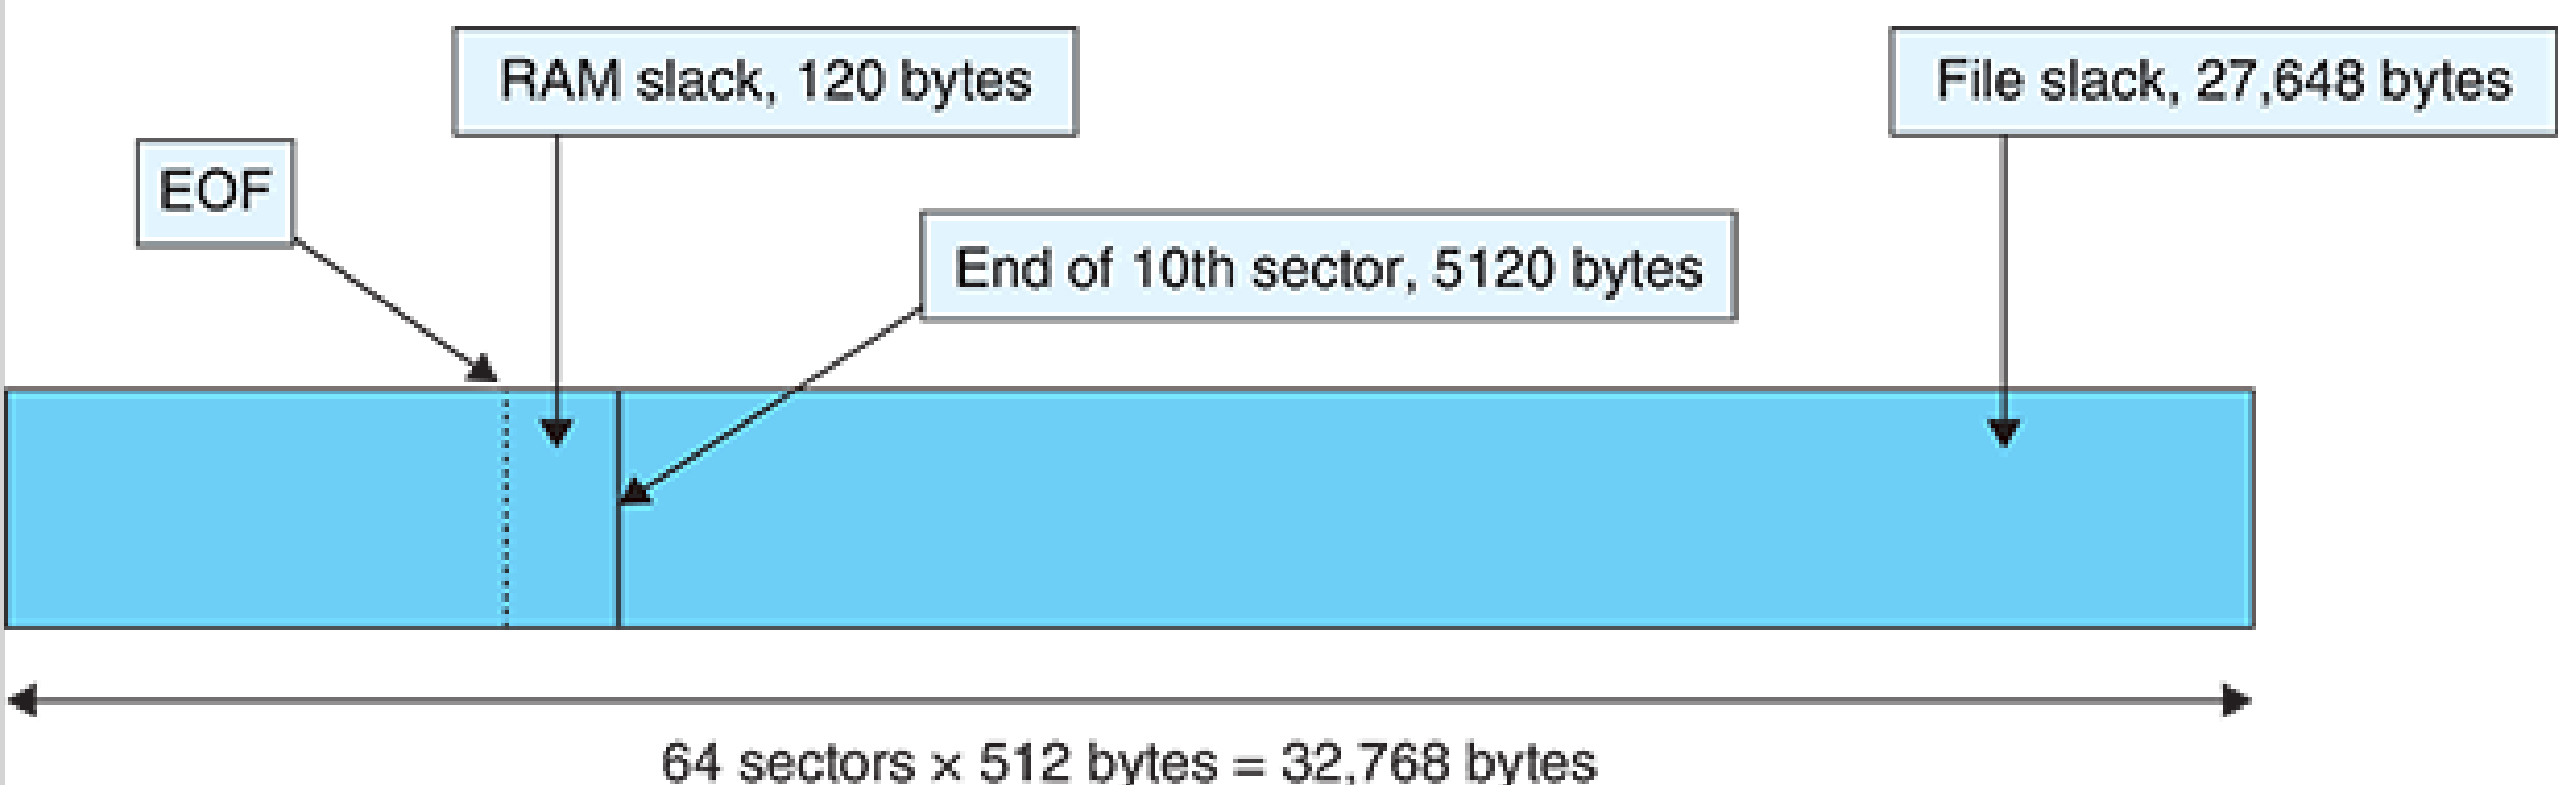 RAM slack, 120 bytes
File slack, 27,648 bytes
EOF
End of 10th sector, 5120 bytes
64 sectors × 512 bytes = 32,768 bytes